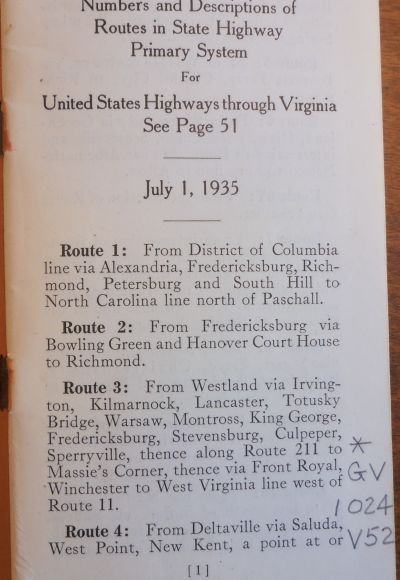 Numbers and Descriptions of
Routes in State Highway
Primary System
For
United States Highways through Virginia
See Page 51
July 1, 1935
Route 1: From District of Columbia
line via Alexandria, Fredericksburg, Rich-
mond, Petersburg and South Hill to
North Carolina line north of Paschall.
Route 2: From Fredericksburg via
Bowling Green and Hanover Court House
to Richmond.
Route 3: From Westland via Irving-
ton, Kilmarnock, Lancaster, Totusky
Bridge, Warsaw, Montross, King George,
Fredericksburg, Stevensburg, Culpeper,
Sperryville, thence along Route 211 to
Massie's Corner, thence via Front Royal,
Winchester to West Virginia line west of
Route 11.
Route 4: From Deltaville via Saluda,
West Point, New Kent, a point at or
[1]
*
GV
1024
V52